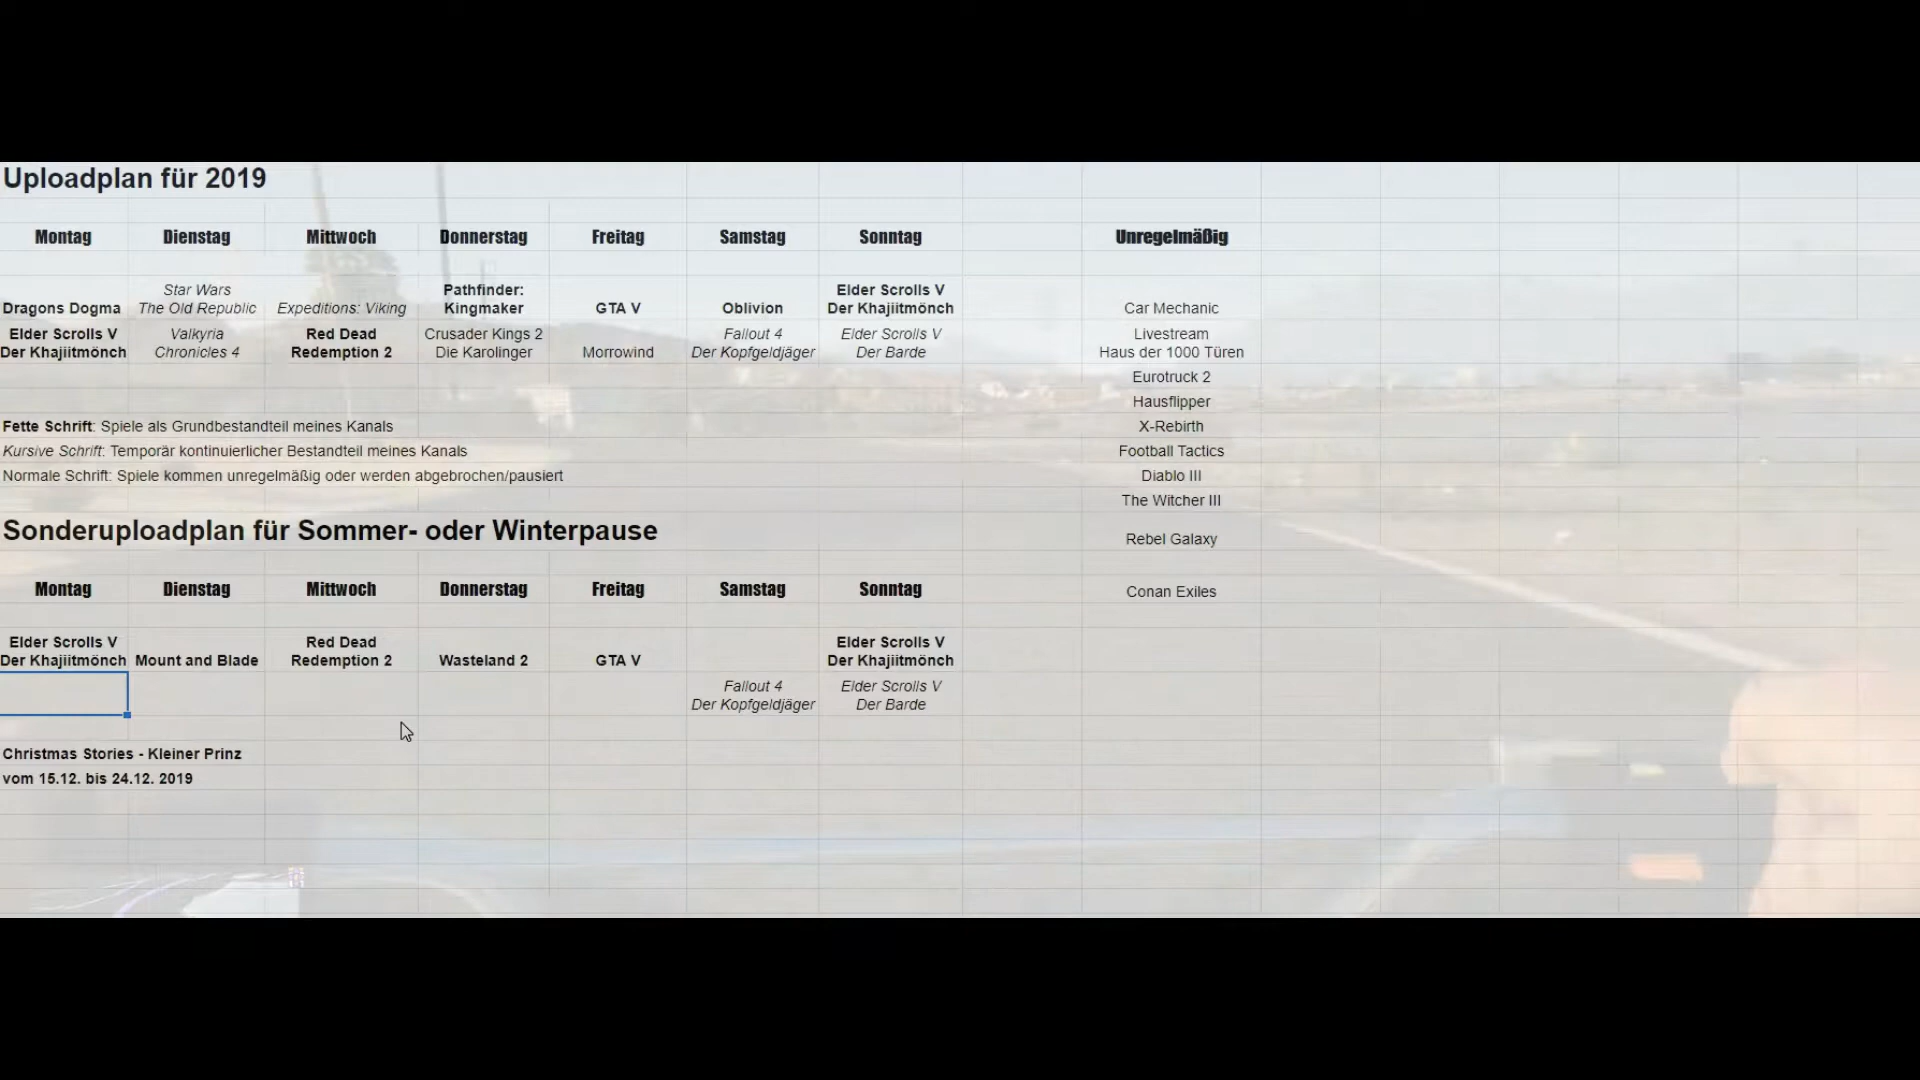 Uploadplan für 2019
Montag Dienstag Mittwoch Donnerstag Freitag Samstag Sonntag Unregelmäßig
Star Wars Pathfinder: Elder Scrolls V
Dragons Dogma The Old Republic Expeditions: Viking Kingmaker GTA V Oblivion Der Khajiitmönch Car Mechanic
Elder Scrolls V Valkyria Red Dead Crusader Kings 2 Fallout 4 Elder Scrolls V Livestream
Der Khajiitmönch Chronicles 4 Redemption 2 Die Karolinger Morrowind Der Kopfgeldjäger Der Barde Haus der 1000 Türen
Eurotruck 2
Hausflipper
Fette Schrift: Spiele als Grundbestandteil meines Kanals X-Rebirth
Kursive Schrift: Temporär kontinuierlicher Bestandteil meines Kanals Football Tactics
Normale Schrift: Spiele kommen unregelmäßig oder werden abgebrochen/pausiert Diablo III
The Witcher III
Sonderuploadplan für Sommer- oder Winterpause Rebel Galaxy
Montag Dienstag Mittwoch Donnerstag Freitag Samstag Sonntag Conan Exiles
Elder Scrolls V Red Dead Elder Scrolls V
Der Khajiitmönch Mount and Blade Redemption 2 Wasteland 2 GTA V Der Khajiitmönch
Fallout 4 Elder Scrolls V
Der Kopfgeldjäger Der Barde
Christmas Stories - Kleiner Prinz
vom 15.12. bis 24.12. 2019